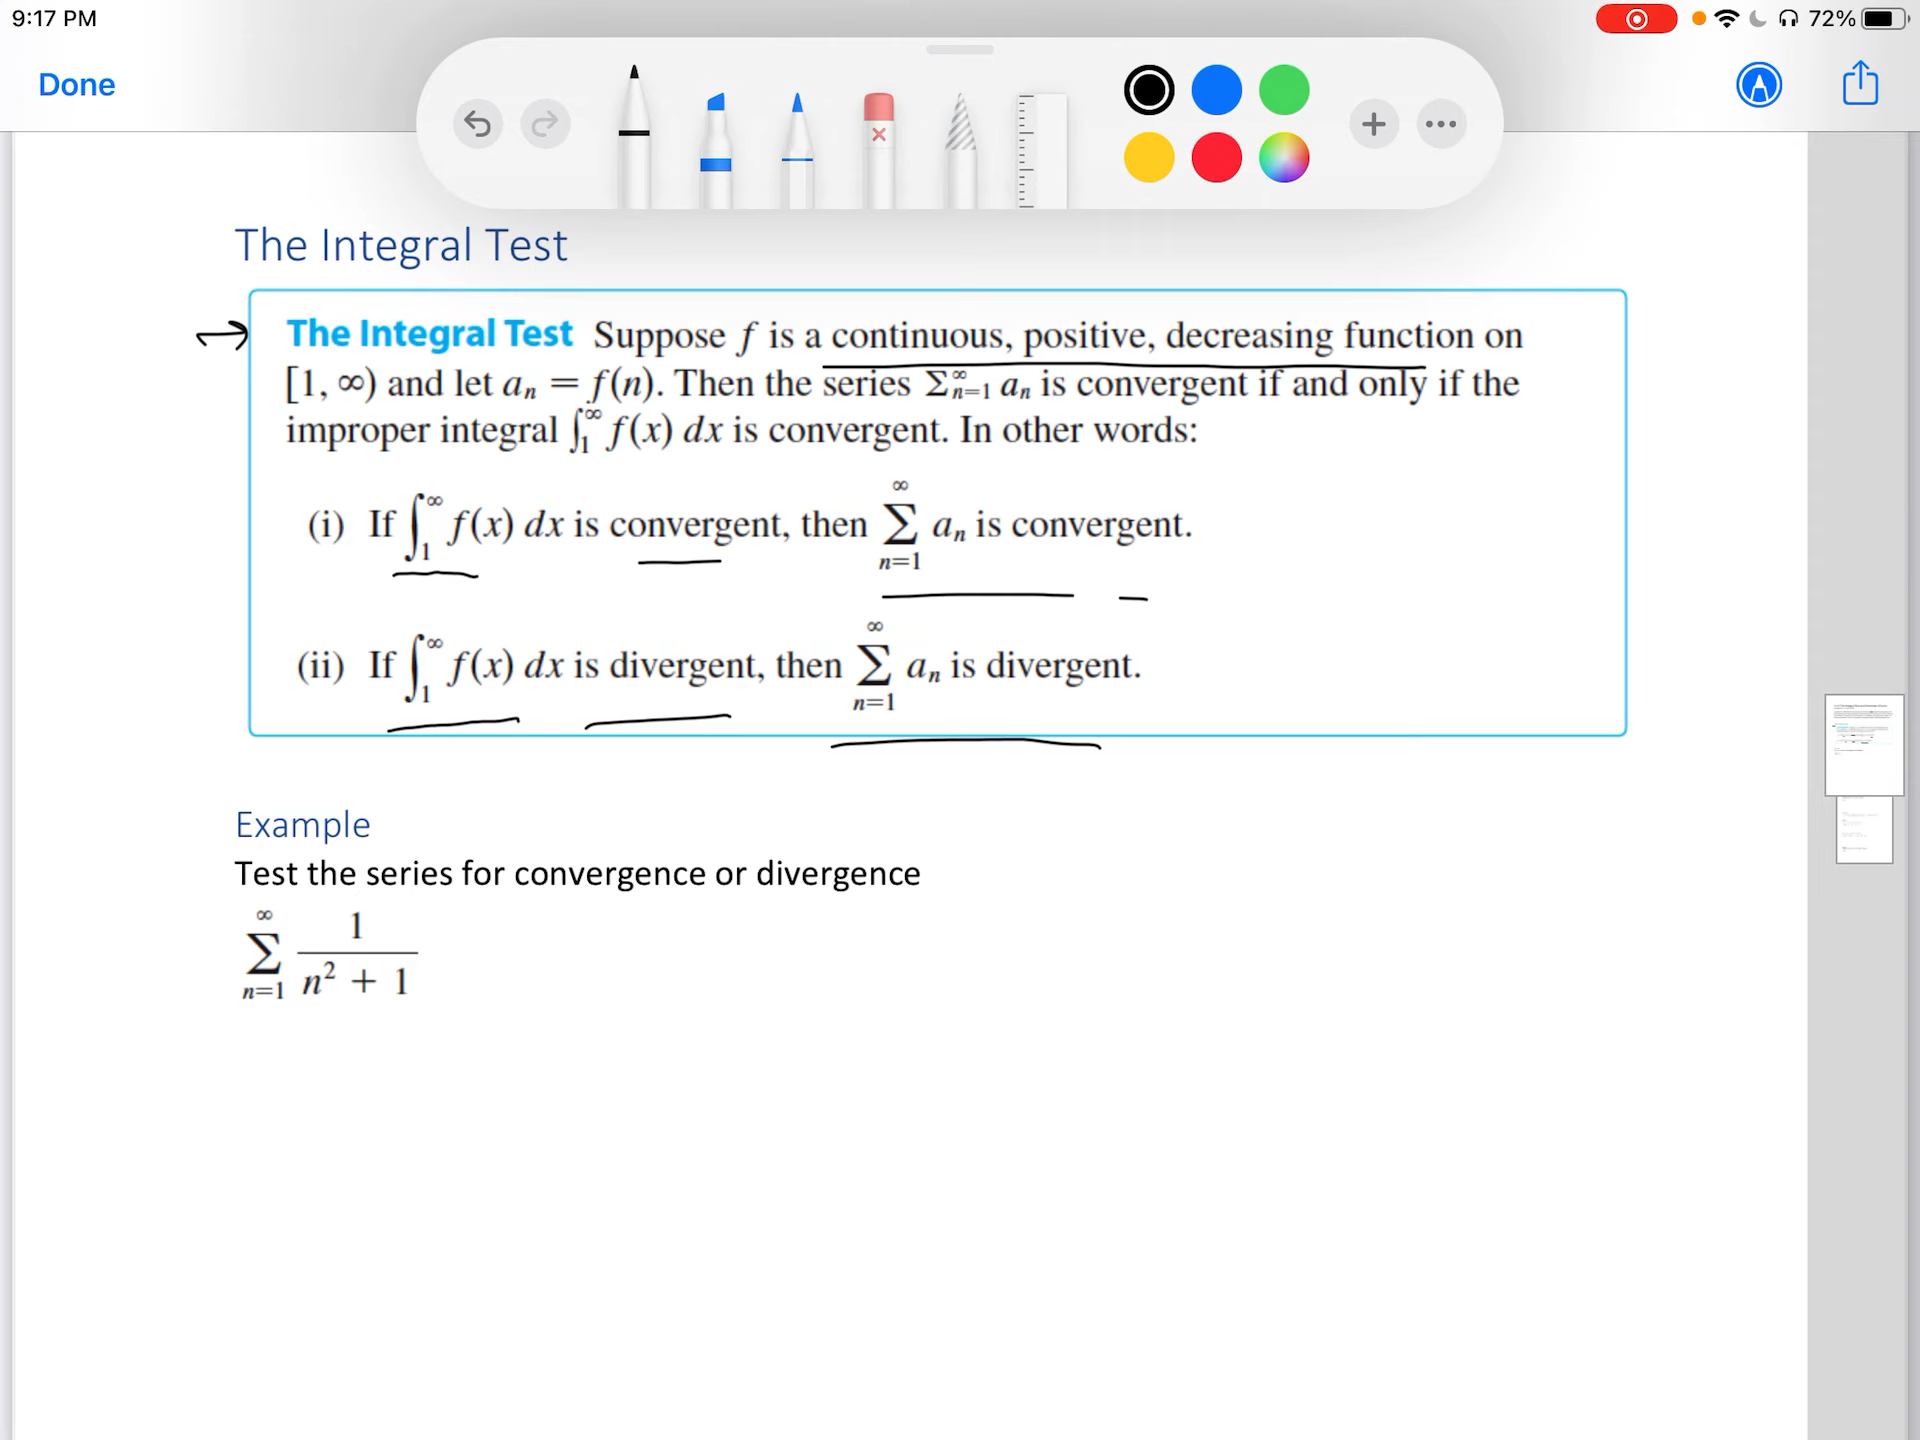 9:17 PM
72%
Done
The Integral Test
The Integral Test Suppose f is a continuous, positive, decreasing function on
[1, ∞) and let aₙ = f(n). Then the series Σ∞n=1 aₙ is convergent if and only if the
improper integral ∫₁^∞ f(x) dx is convergent. In other words:
(i) If ∫₁^∞ f(x) dx is convergent, then ∞ Σ n=1 aₙ is convergent.
(ii) If ∫₁^∞ f(x) dx is divergent, then ∞ Σ n=1 aₙ is divergent.
Example
Test the series for convergence or divergence
∞ Σ n=1 1 / n² + 1